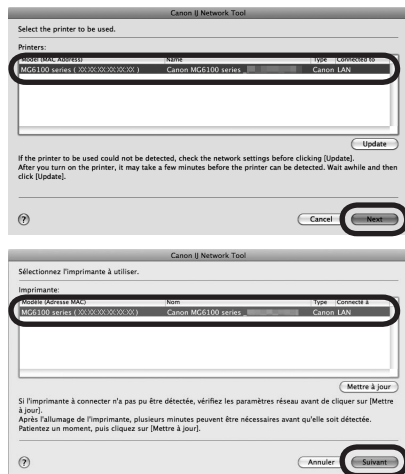 Canon IJ Network Tool
Select the printer to be used.
Printers:
Model (MAC Address) Name Type Connected to
MG6100 series ( XX:XX:XX:XX:XX:XX ) Canon MG6100 series _ Canon LAN
Update
If the printer to be used could not be detected, check the network settings before clicking [Update].
After you turn on the printer, it may take a few minutes before the printer can be detected. Wait awhile and then
click [Update].
? Cancel Next
Canon IJ Network Tool
Sélectionnez l'imprimante à utiliser.
Imprimante:
Modèle (Adresse MAC) Nom Type Connecté à
MG6100 series ( XX:XX:XX:XX:XX:XX ) Canon MG6100 series _ Canon LAN
Mettre à jour
Si l'imprimante à connecter n'a pas pu être détectée, vérifiez les paramètres réseau avant de cliquer sur [Mettre
à jour].
Après l'allumage de l'imprimante, plusieurs minutes peuvent être nécessaires avant qu'elle soit détectée.
Patientez un moment, puis cliquez sur [Mettre à jour].
? Annuler Suivant